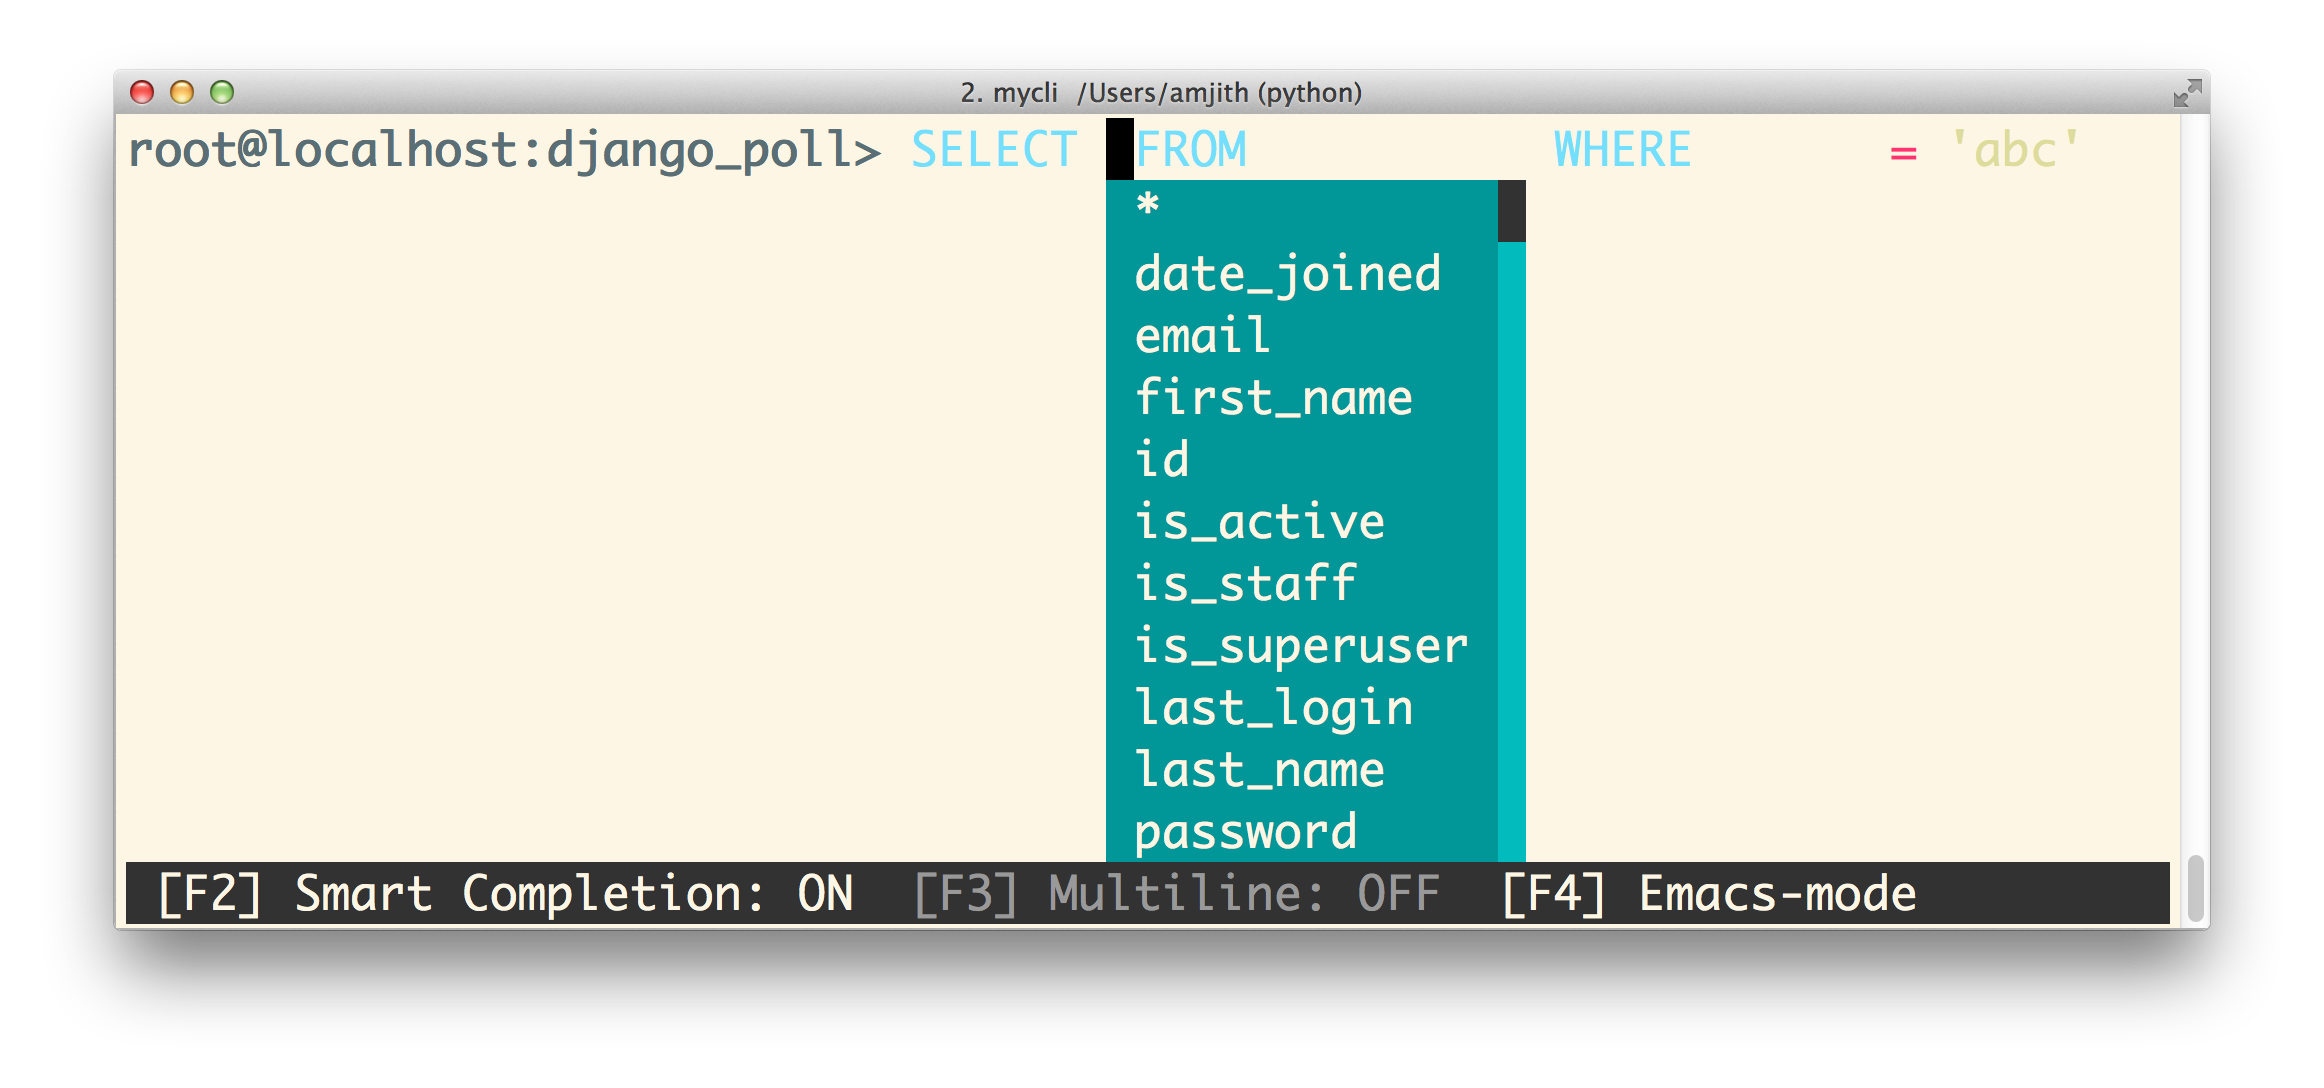 2. mycli /Users/amjith (python)
root@localhost:django_poll> SELECT FROM WHERE = 'abc'
*
date_joined
email
first_name
id
is_active
is_staff
is_superuser
last_login
last_name
password
[F2] Smart Completion: ON [F3] Multiline: OFF [F4] Emacs-mode